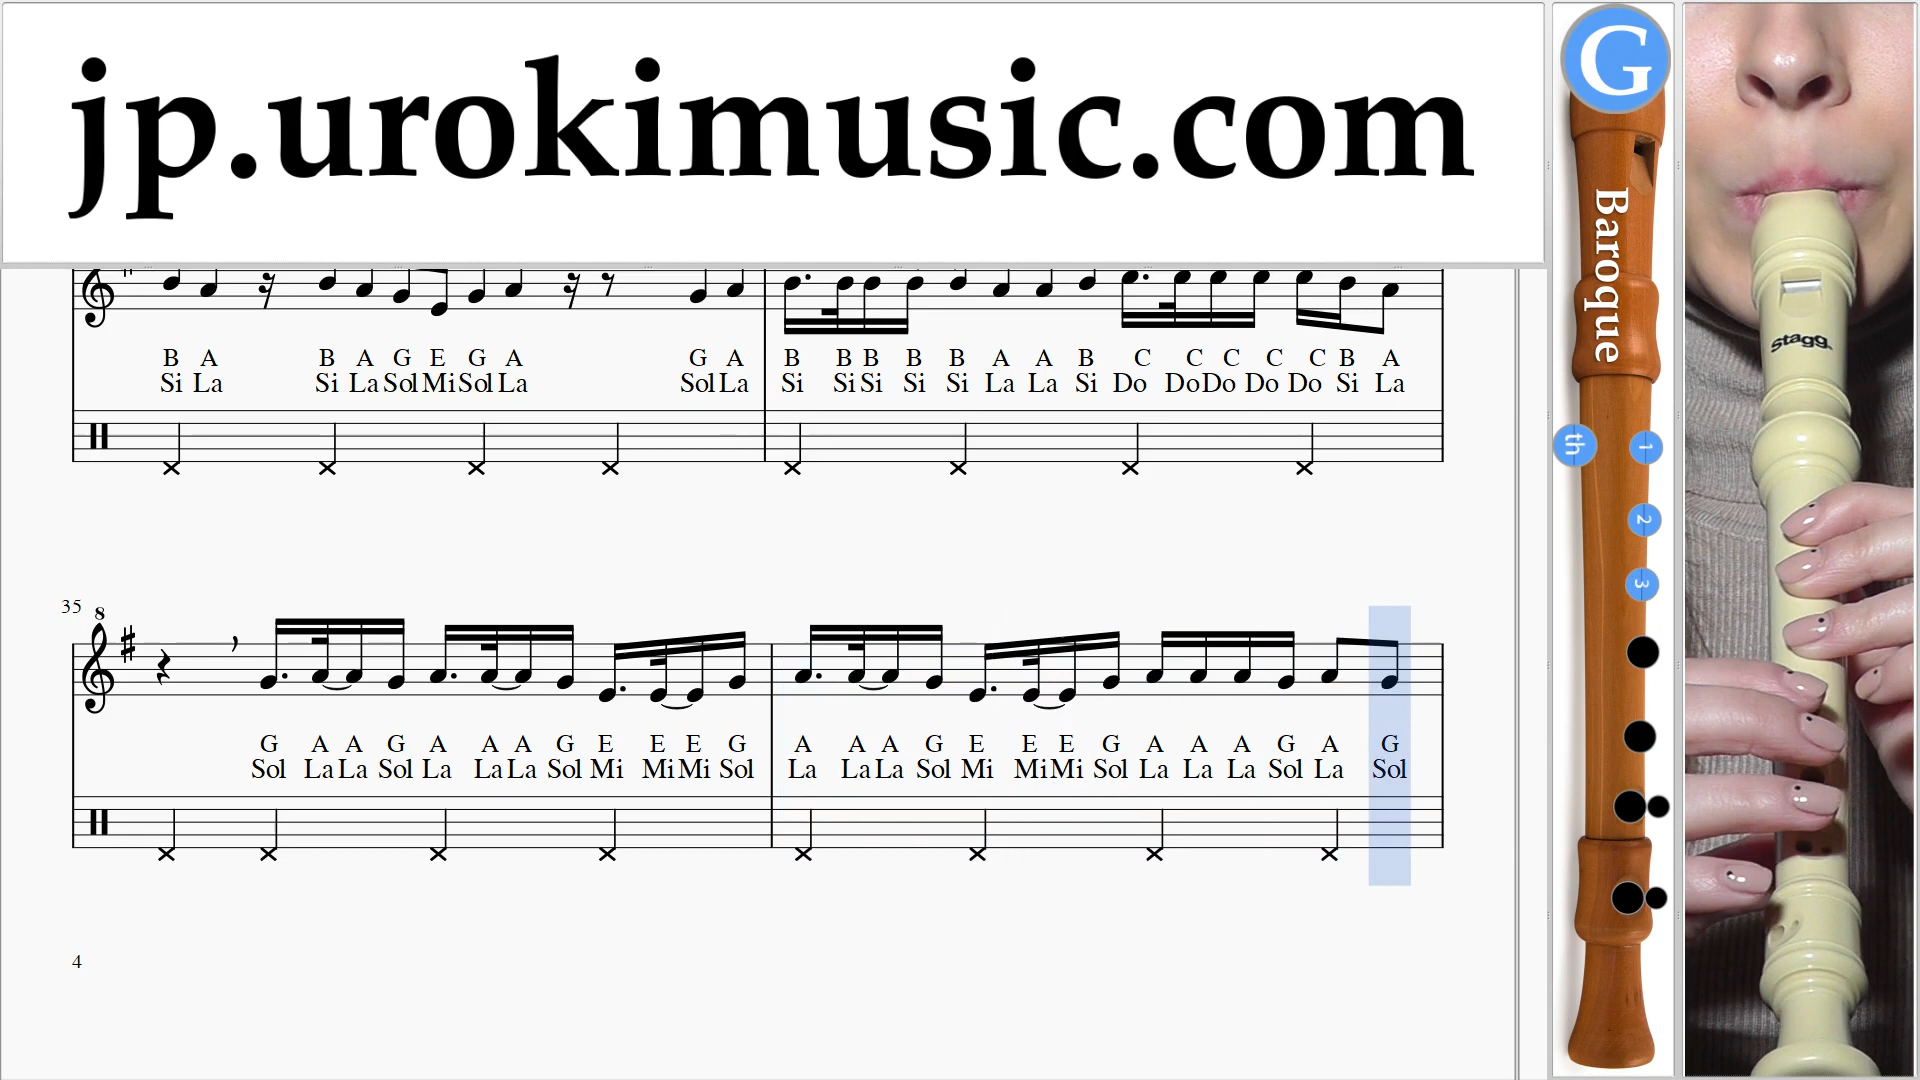 jp.urokimusic.com
G
Baroque
th
1
2
3
Stagg.
B A B A G E G A G A B B B B B A A B C C C C C B A
Si La Si La Sol Mi Sol La Sol La Si Si Si Si Si La La Si Do Do Do Do Do Si La
35
8
G A A G A A A G E E E G A A A G E E E G A A A G A G
Sol La La Sol La La La Sol Mi Mi Mi Sol La La La Sol Mi Mi Mi Sol La La La Sol La Sol
4